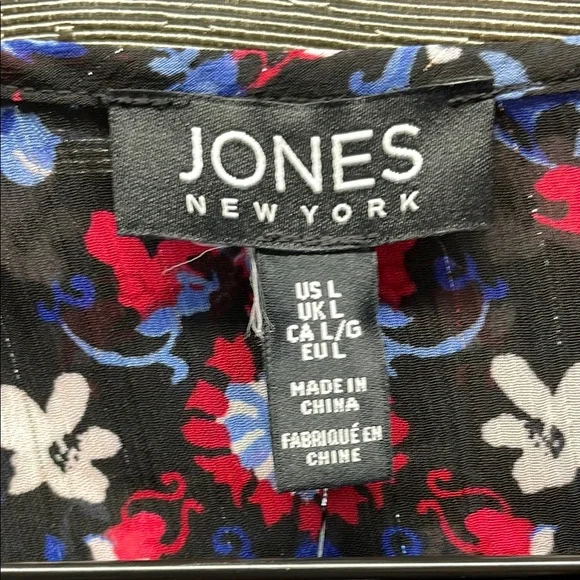 JONES
NEW YORK
US L
UK L
CA L/G
EU L
MADE IN
CHINA
FABRIQUÉ EN
CHINE